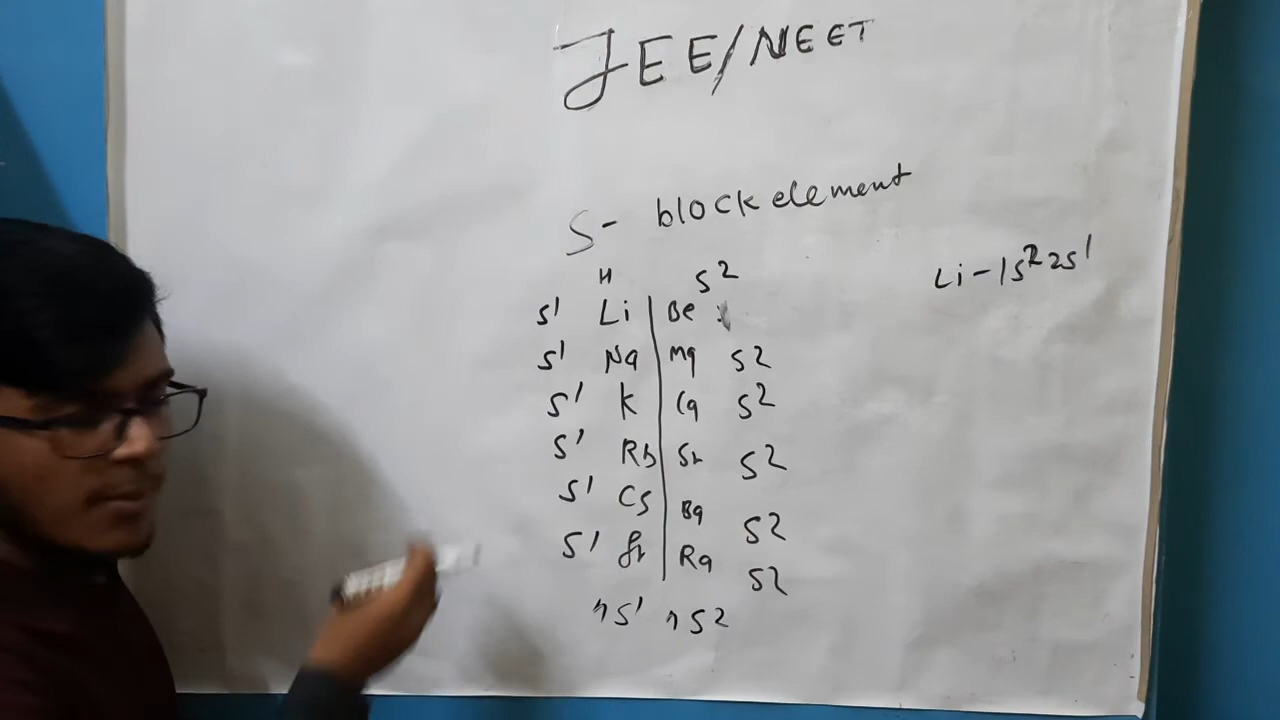 JEE/NEET
S- block element
H s2
Li-1s2 2s1
s1 Li Be
s1 Na Mg s2
s1 K Ca s2
s1 Rb Sr s2
s1 Cs Ba s2
s1 fr Ra s2
ns1 ns2